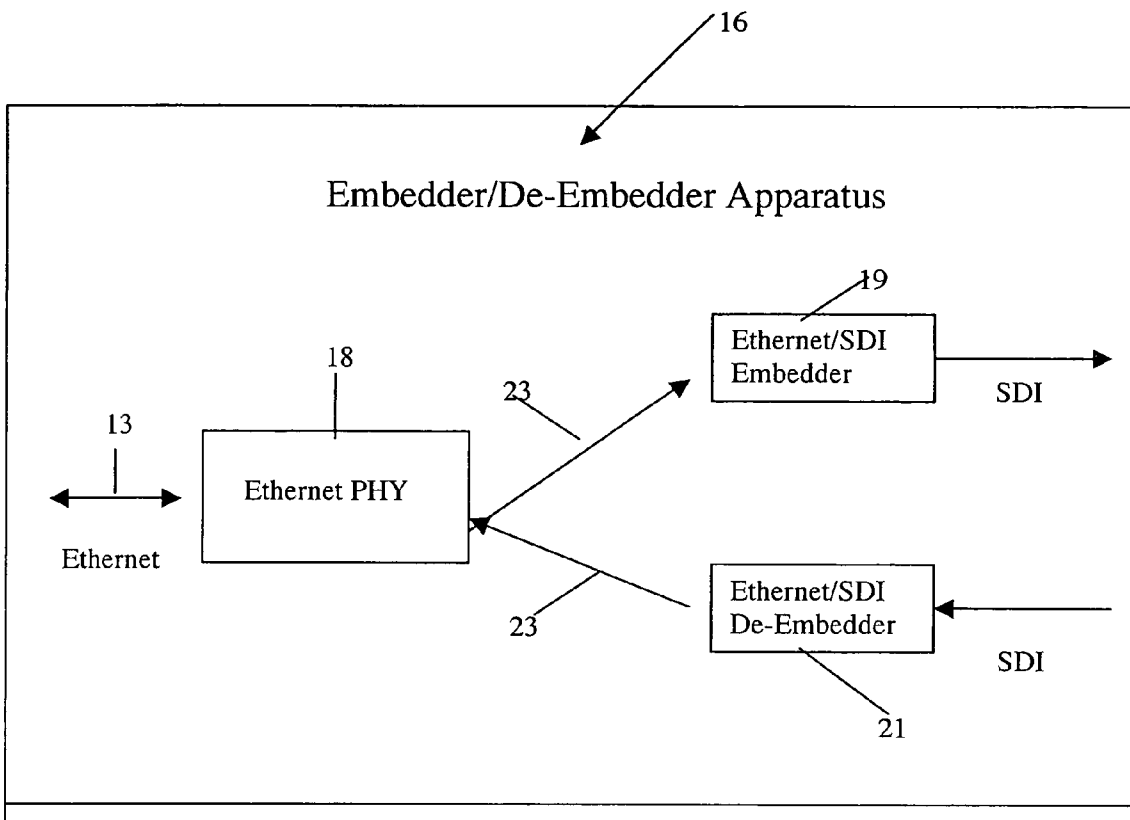 16
Embedder/De-Embedder Apparatus
19
Ethernet/SDI
Embedder
SDI
18
23
13
Ethernet PHY
Ethernet
Ethernet/SDI
De-Embedder
23
SDI
21